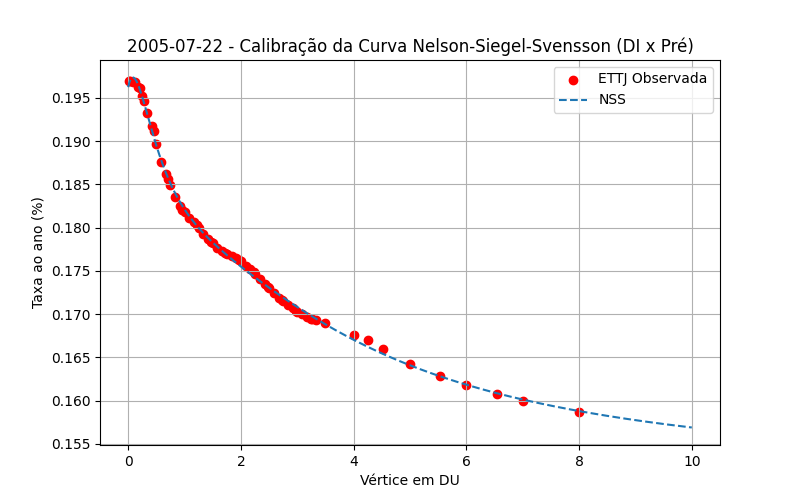 2005-07-22 - Calibração da Curva Nelson-Siegel-Svensson (DI x Pré)
ETTJ Observada
NSS
Taxa ao ano (%)
0.195
0.190
0.185
0.180
0.175
0.170
0.165
0.160
0.155
0 2 4 6 8 10
Vértice em DU